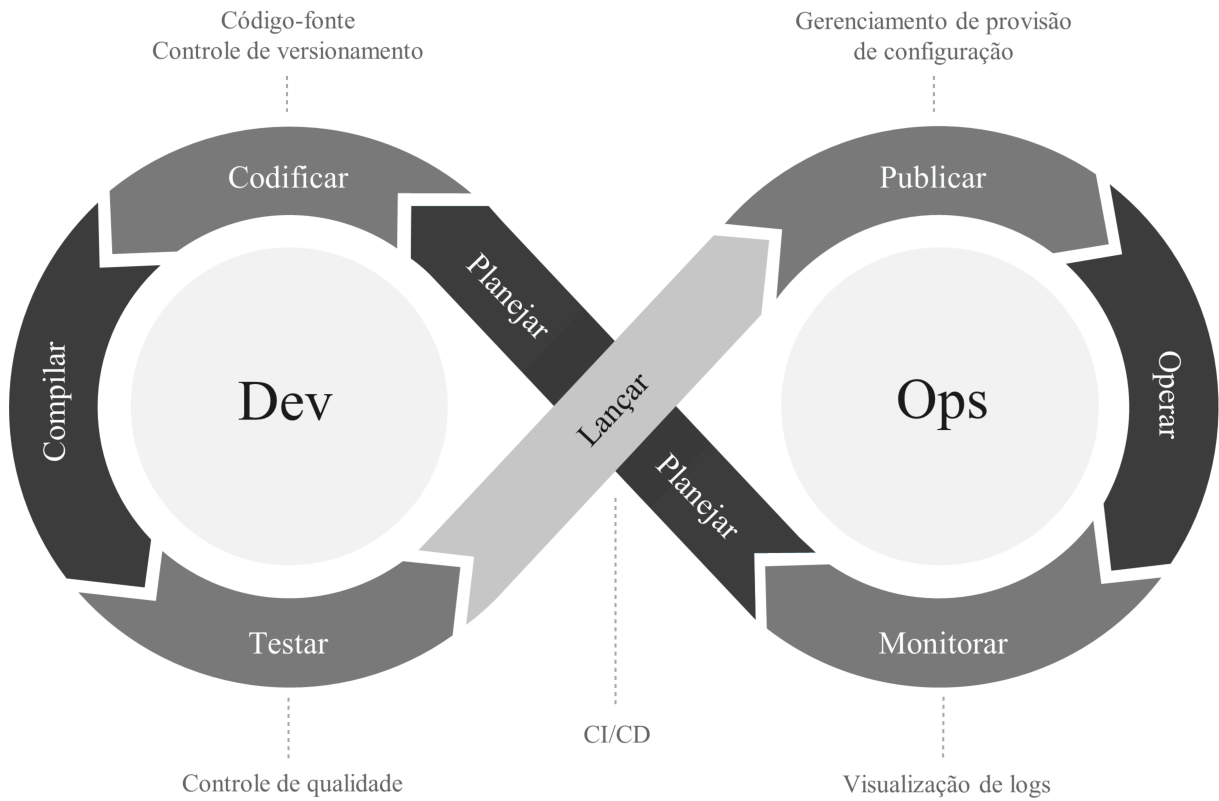 Código-fonte
Controle de versionamento
Gerenciamento de provisão
de configuração
Codificar
Publicar
Planejar
Compilar
Dev
Lançar
Ops
Operar
Planejar
Testar
Monitorar
CI/CD
Controle de qualidade
Visualização de logs